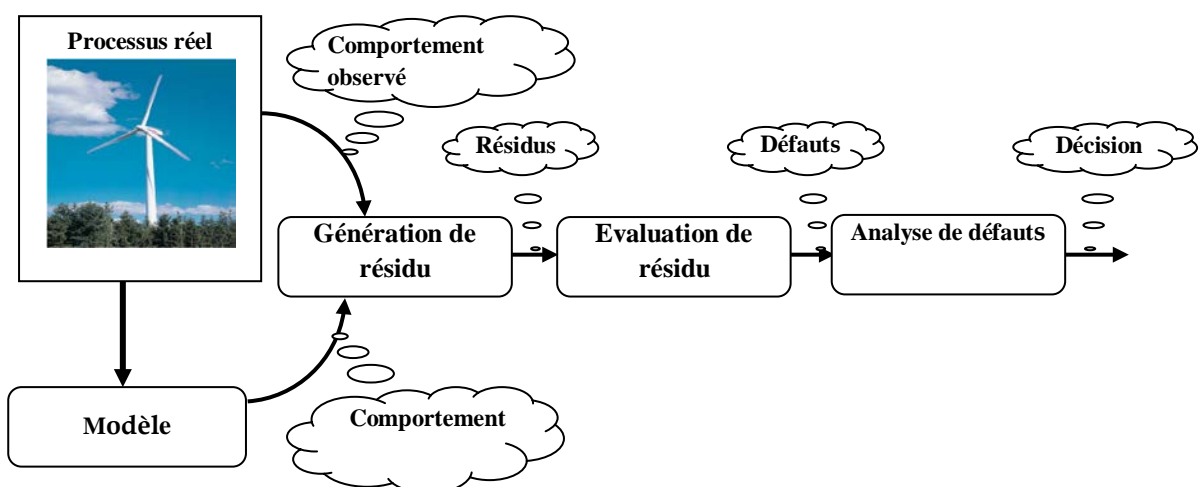 Processus réel
Comportement
observé
Résidus
Défauts
Décision
Génération de
résidu
Evaluation de
résidu
Analyse de défauts
Modèle
Comportement